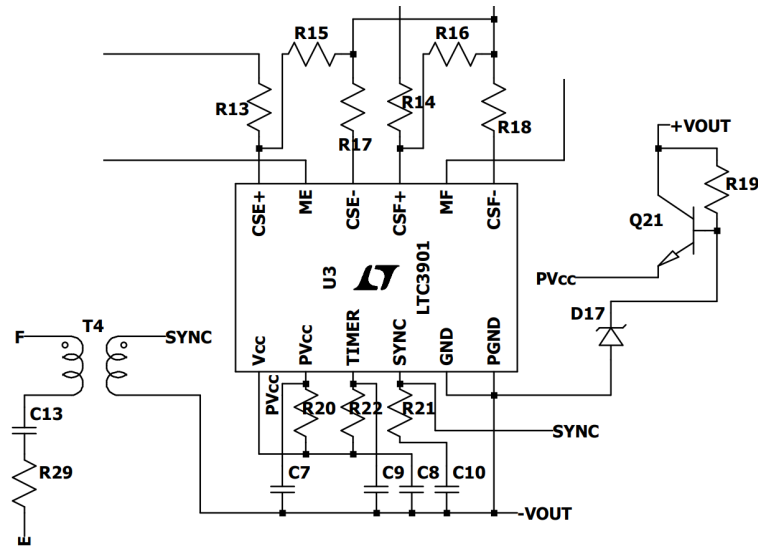 R15
R16
R13
R14
R17
R18
+VOUT
R19
Q21
PVcc
D17
CSE+
ME
CSE-
CSF+
MF
CSF-
U3
LTC3901
Vcc
PVcc
TIMER
SYNC
GND
PGND
F
T4
SYNC
C13
R29
E
PVcc
R20
R22
R21
SYNC
C7
C9
C8
C10
-VOUT